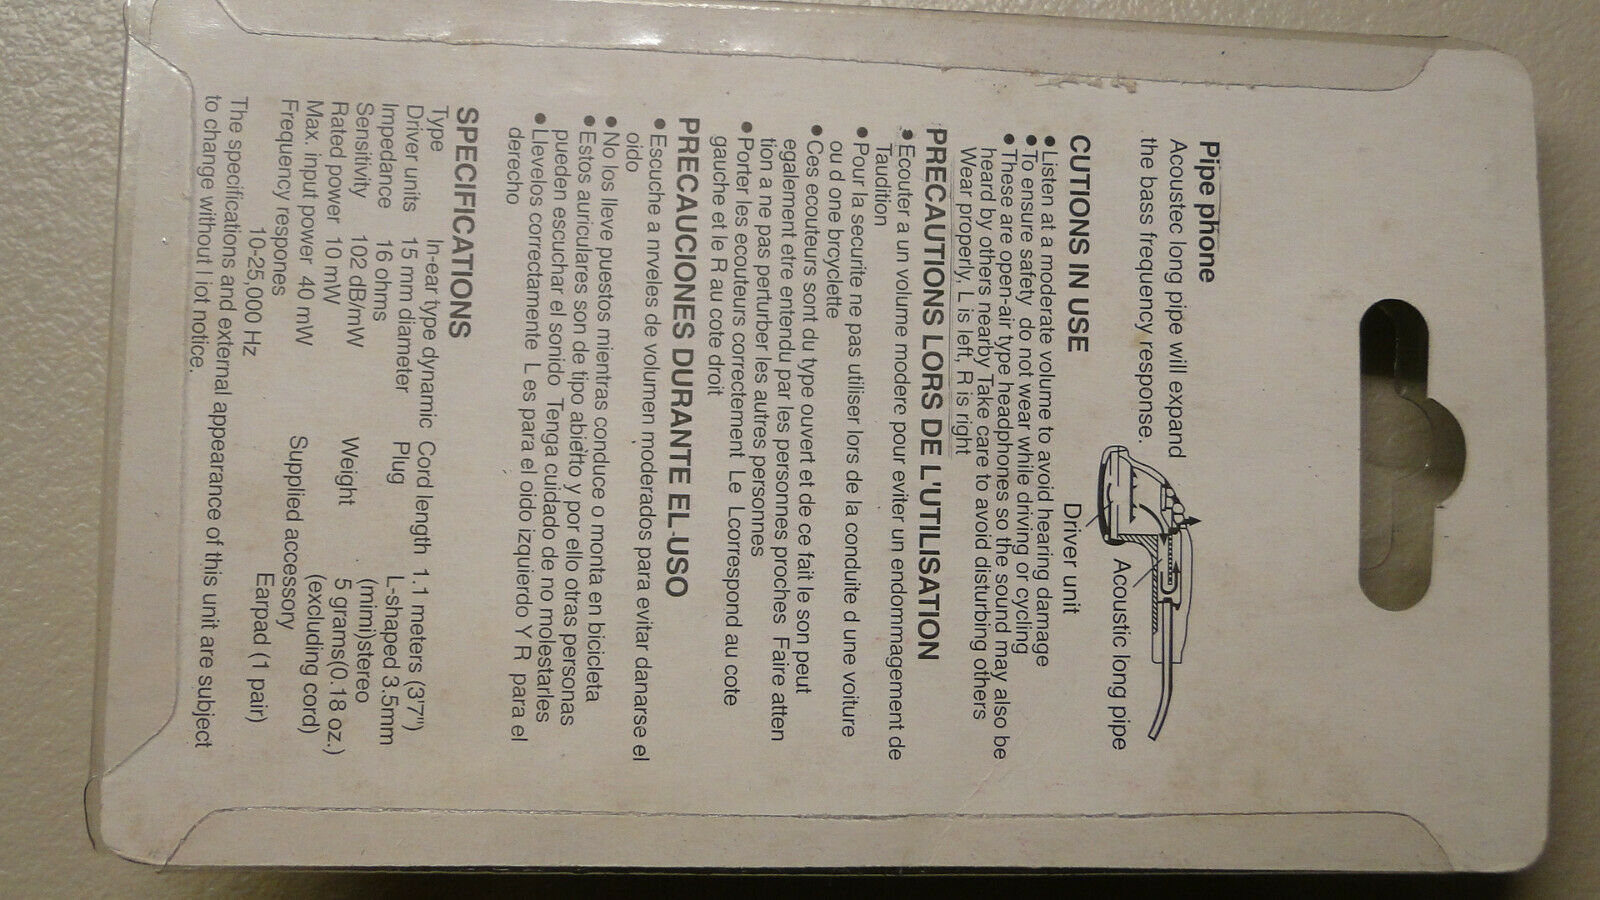 Pipe phone
Acoustec long pipe will expand
the bass frequency response.
Driver unit
Acoustic long pipe
CUTIONS IN USE
● Listen at a moderate volume to avoid hearing damage
● To ensure safety do not wear while driving or cycling
● These are open-air type headphones so the sound may also be
heard by others nearby Take care to avoid disturbing others
Wear properly, L is left, R is right
PRECAUTIONS LORS DE L'UTILISATION
● Ecouter a un volume modere pour eviter un endommagement de
Taudition
● Pour la securite ne pas utiliser lors de la conduite d une voiture
ou d one brcyclette
● Ces ecouteurs sont du type ouvert et de ce fait le son peut
egalement etre entendu par les personnes proches Faire atten
tion a ne pas perturber les autres personnes
● Porter les ecouteurs correctement Le Lcorrespond au cote
gauche et le R au cote droit
PRECAUCIONES DURANTE EL-USO
● Escuche a nrveles de volumen moderados para evitar danarse el
oido
● No los lleve puestos mientras conduce o monta en bicicleta
● Estos auriculares son de tipo abierto y por ello otras personas
pueden escuchar el sonido Tenga cuidado de no molestarles
● Llevelos correctamente L es para el oido izquierdo Y R para el
derecho
SPECIFICATIONS
Type In-ear type dynamic Cord length 1.1 meters (3'7")
Driver units 15 mm diameter Plug L-shaped 3.5mm
Impedance 16 ohms (mimi)stereo
Sensitivity 102 dB/mW Weight 5 grams(0.18 oz.)
Rated power 10 mW (excluding cord)
Max. input power 40 mW Supplied accessory
Frequency respones Earpad (1 pair)
10-25,000 Hz
The specifications and external appearance of this unit are subject
to change without l iot notice.